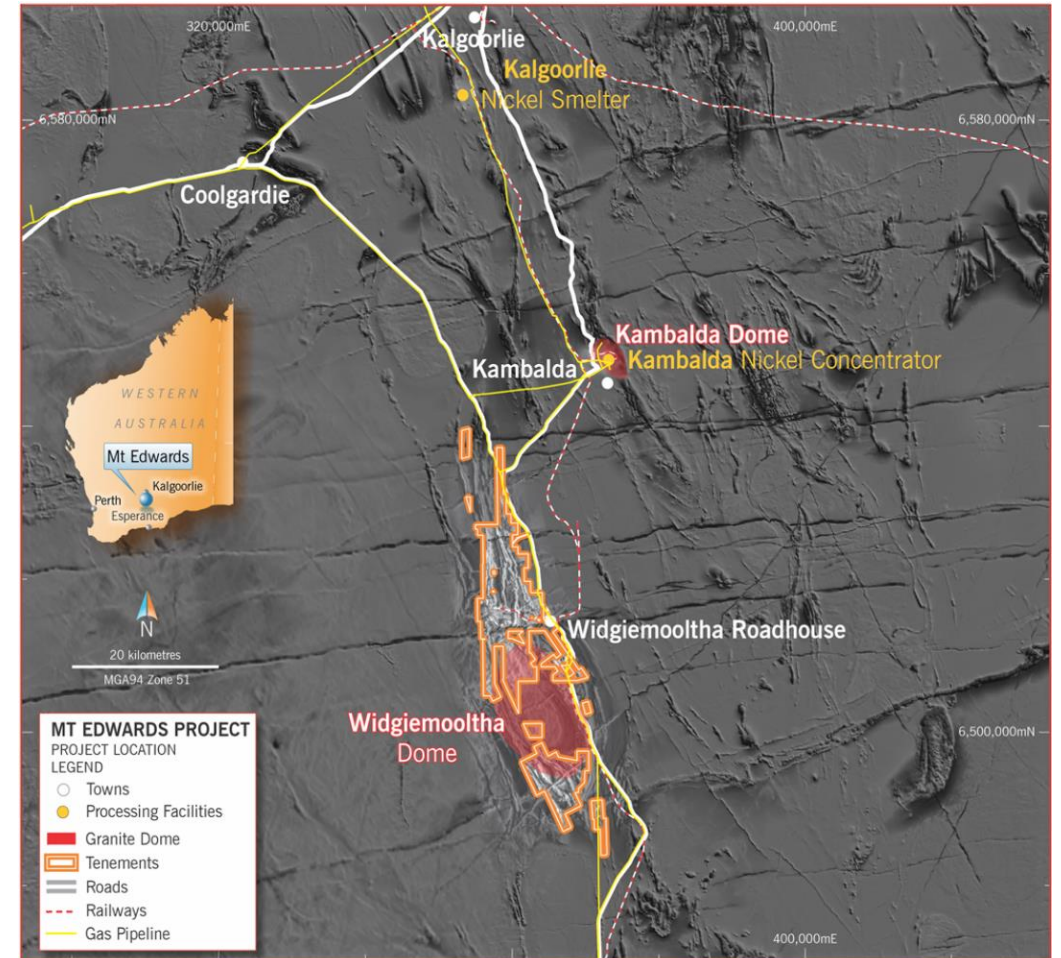 320,000mE
400,000mE
Kalgoorlie
Kalgoorlie
Nickel Smelter
6,580,000mN
6,580,000mN
Coolgardie
Kambalda Dome
Kambalda
Kambalda Nickel Concentrator
WESTERN
AUSTRALIA
Mt Edwards
Kalgoorlie
Perth
Esperance
N
20 kilometres
MGA94 Zone 51
Widgiemooltha Roadhouse
Widgiemooltha
Dome
6,500,000mN
MT EDWARDS PROJECT
PROJECT LOCATION
LEGEND
Towns
Processing Facilities
Granite Dome
Tenements
Roads
Railways
Gas Pipeline
400,000mE